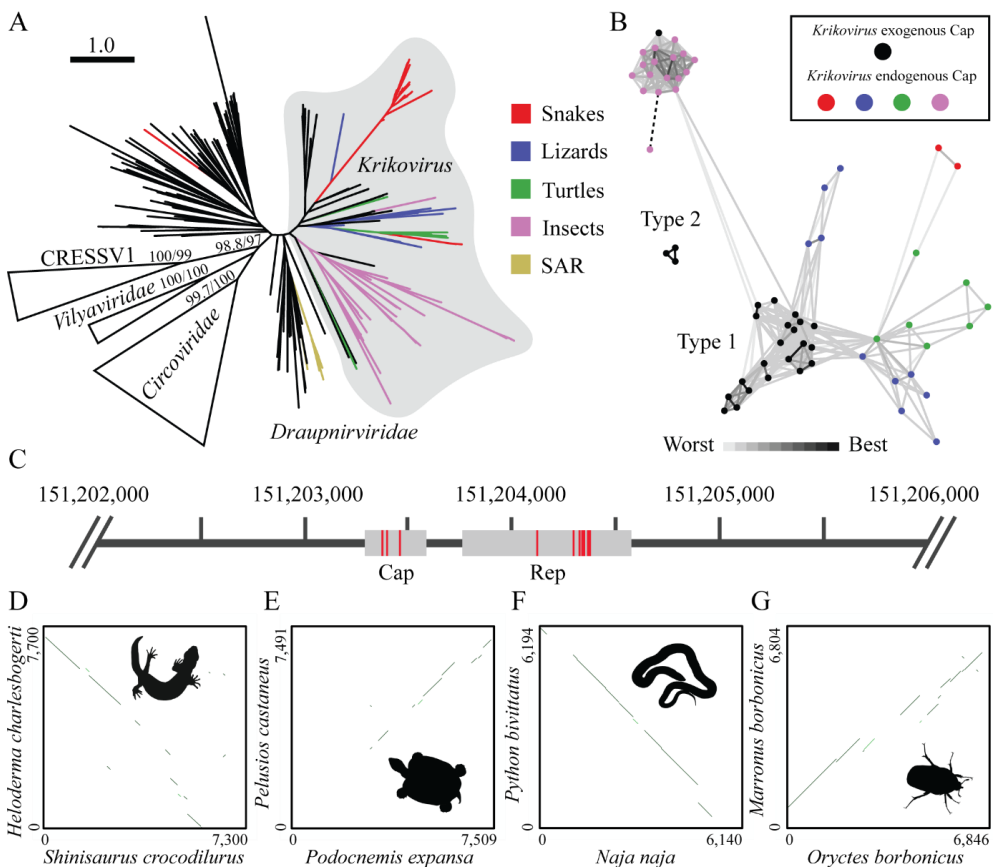 A
1.0
Krikovirus
CRESSV1
100/99
98.8/97
Vilyaviridae
100/100
99.7/100
Circoviridae
Draupnirviridae
Snakes
Lizards
Turtles
Insects
SAR
B
Krikovirus exogenous Cap
Krikovirus endogenous Cap
Type 2
Type 1
Worst
Best
C
151,202,000
151,203,000
151,204,000
151,205,000
151,206,000
Cap
Rep
D
Heloderma charlesbogerti
0
7,700
7,300
Shinisaurus crocodilurus
E
Pelusios castaneus
0
7,491
7,509
Podocnemis expansa
F
Python bivittatus
0
6,194
6,140
Naja naja
G
Marronus borbonicus
0
6,804
0
6,846
Oryctes borbonicus